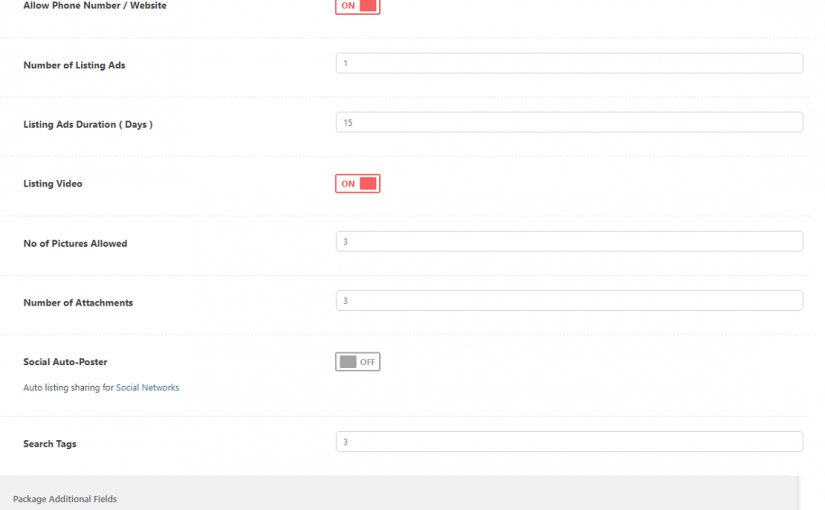 Allow Phone Number / Website
ON
Number of Listing Ads
1
Listing Ads Duration ( Days )
15
Listing Video
ON
No of Pictures Allowed
3
Number of Attachments
3
Social Auto-Poster
OFF
Auto listing sharing for Social Networks
Search Tags
3
Package Additional Fields